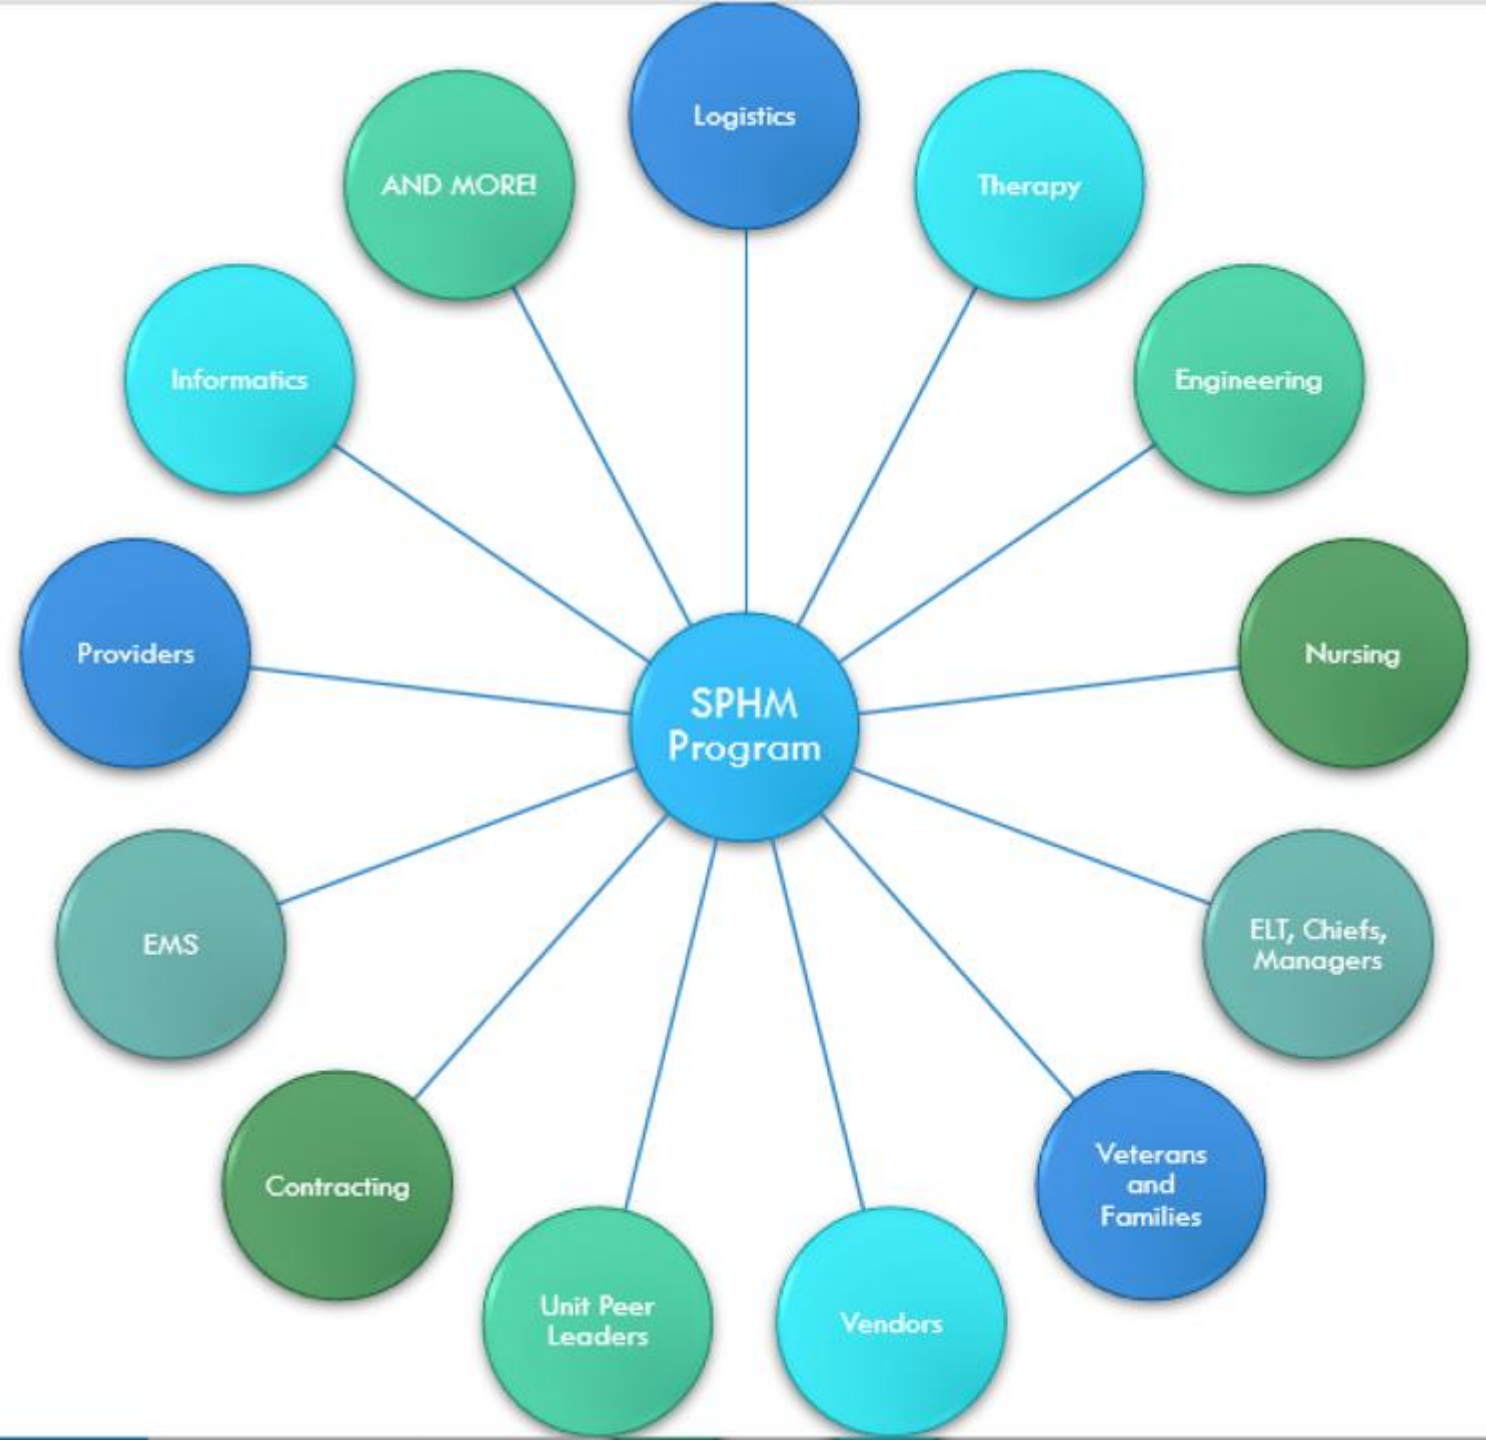 Logistics
Therapy
Engineering
Nursing
ELT, Chiefs,
Managers
Veterans
and
Families
Vendors
Unit Peer
Leaders
Contracting
EMS
Providers
Informatics
AND MORE!
SPHM
Program